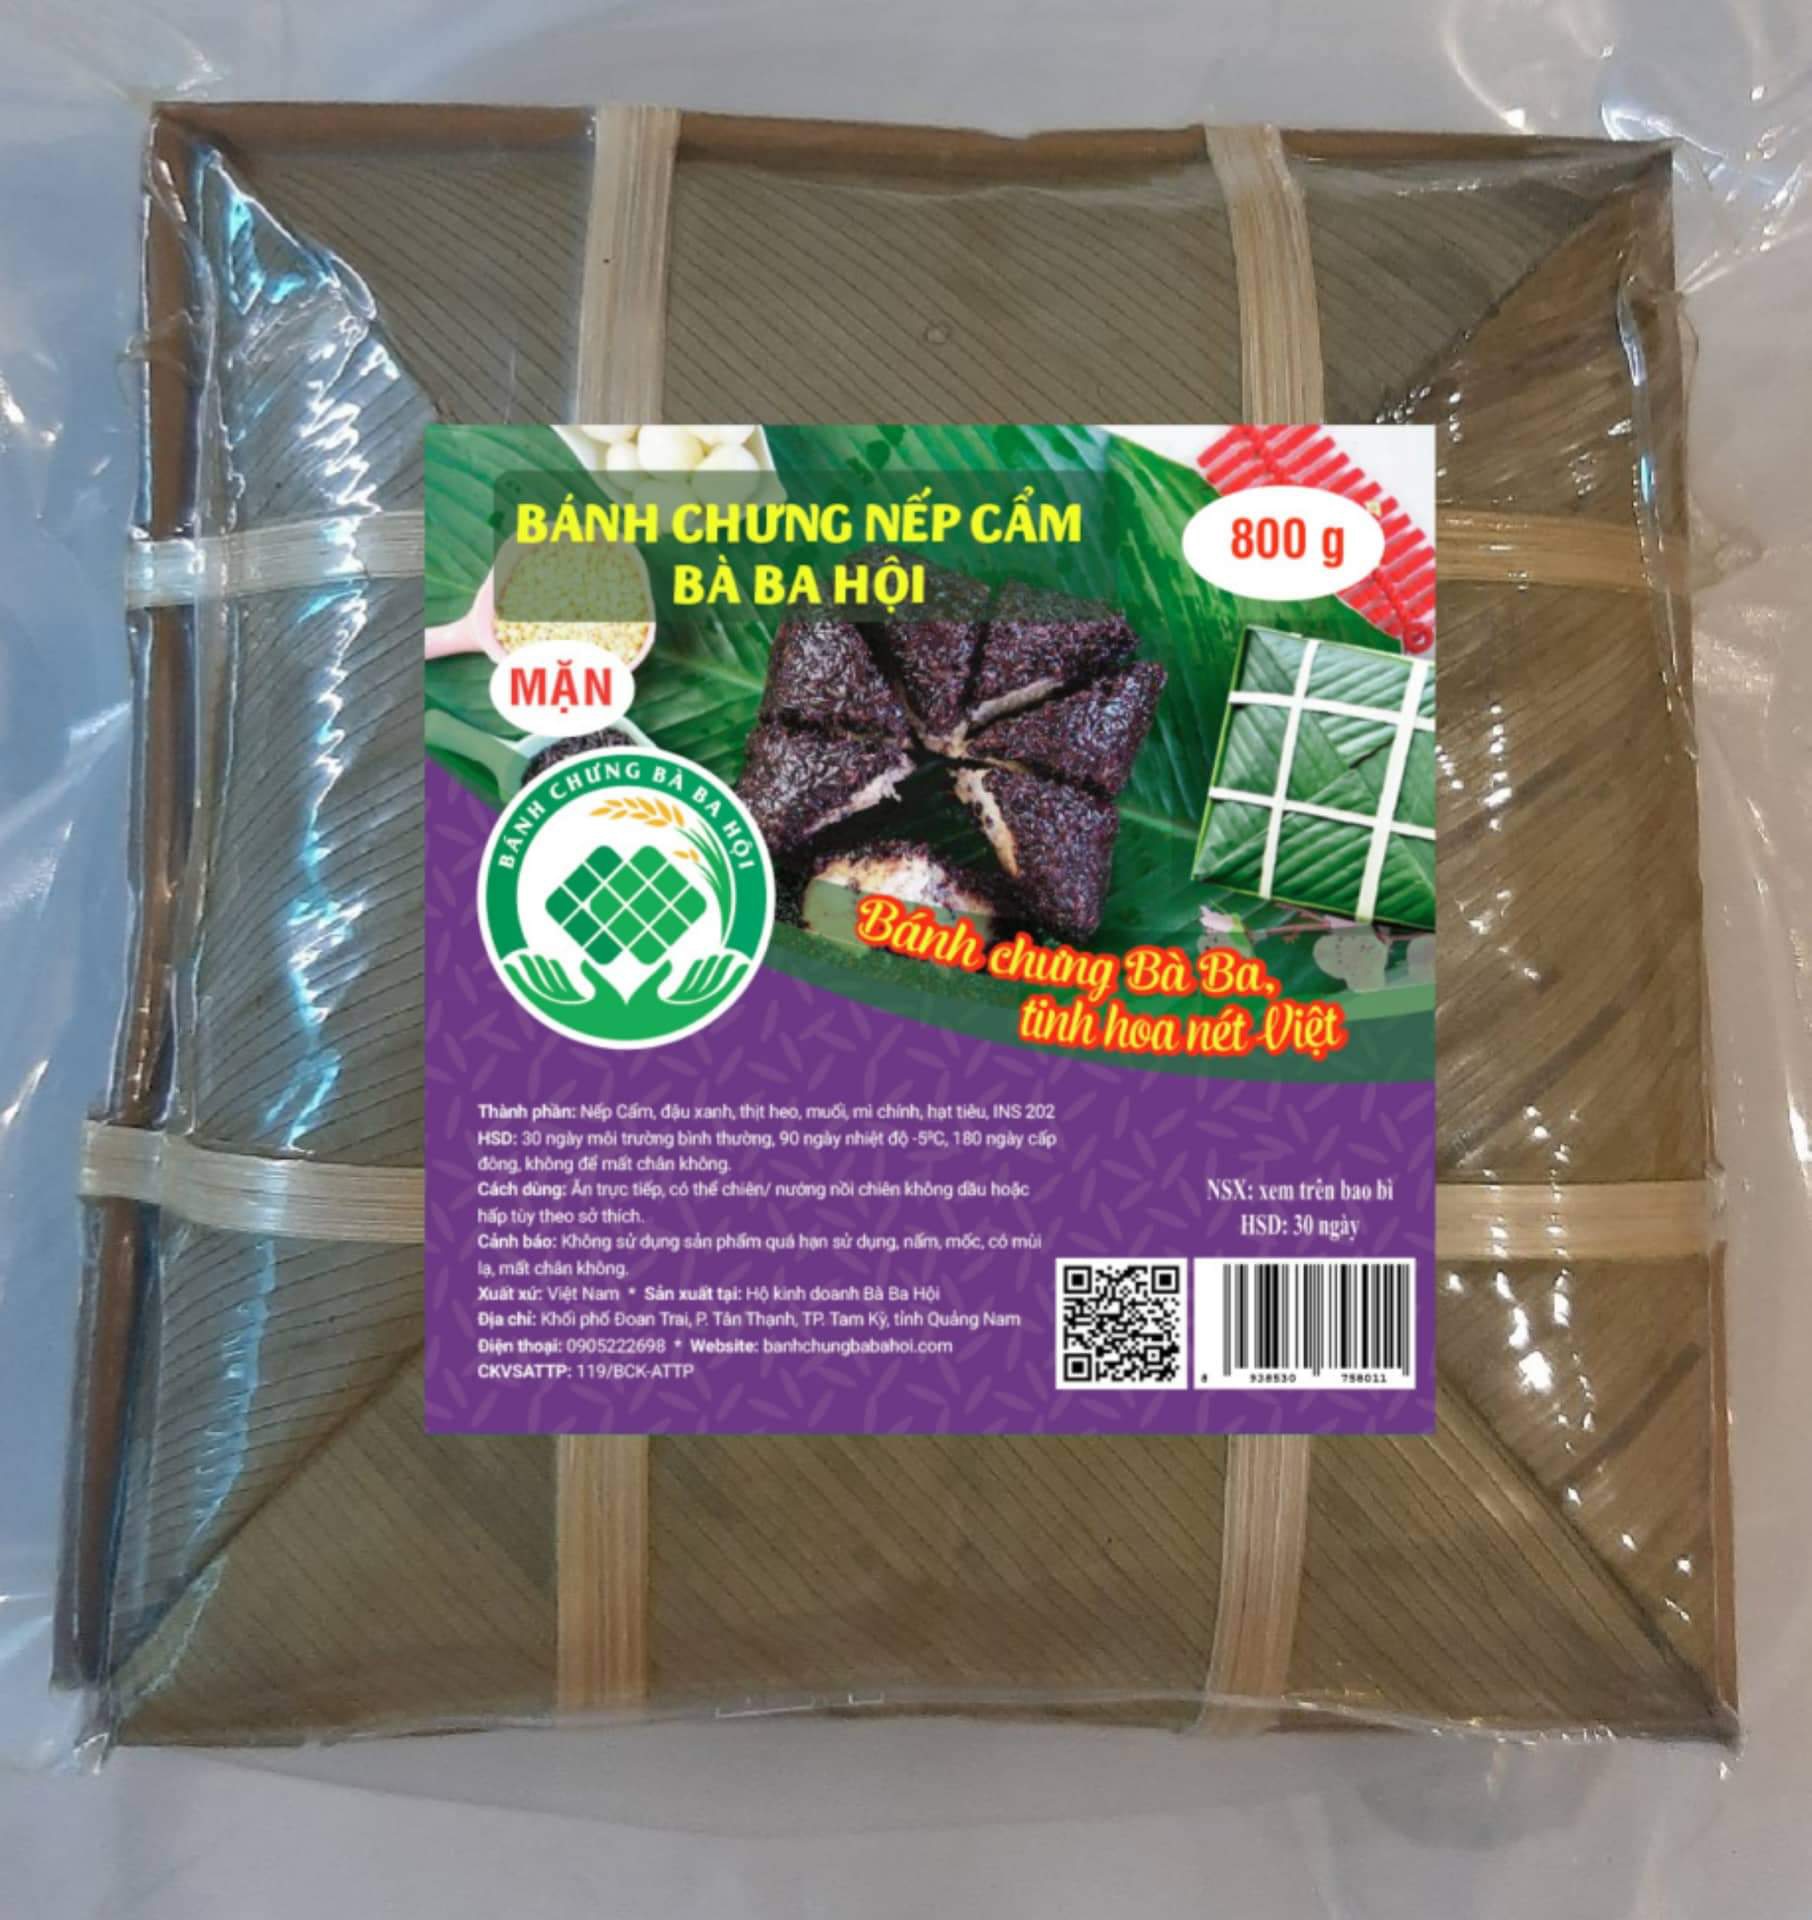 BÁNH CHƯNG NẾP CẨM
BÀ BA HỘI
800 g
MẶN
BÁNH CHƯNG BÀ BA HỘI
Bánh chưng Bà Ba,
tinh hoa nét Việt
Thành phần: Nếp Cẩm, đậu xanh, thịt heo, muối, mì chính, hạt tiêu, INS 202
HSD: 30 ngày môi trường bình thường, 90 ngày nhiệt độ -5⁰C, 180 ngày cấp
đông, không để mất chân không.
Cách dùng: Ăn trực tiếp, có thể chiên/ nướng nồi chiên không dầu hoặc
hấp tùy theo sở thích.
Cảnh báo: Không sử dụng sản phẩm quá hạn sử dụng, nấm, mốc, có mùi
lạ, mất chân không.
Xuất xứ: Việt Nam * Sản xuất tại: Hộ kinh doanh Bà Ba Hội
Địa chỉ: Khối phố Đoan Trai, P. Tân Thạnh, TP. Tam Kỳ, tỉnh Quảng Nam
Điện thoại: 0905222698 * Website: banhchungbabahoi.com
CKVSATTP: 119/BCK-ATTP
NSX: xem trên bao bì
HSD: 30 ngày
8 938530 758011